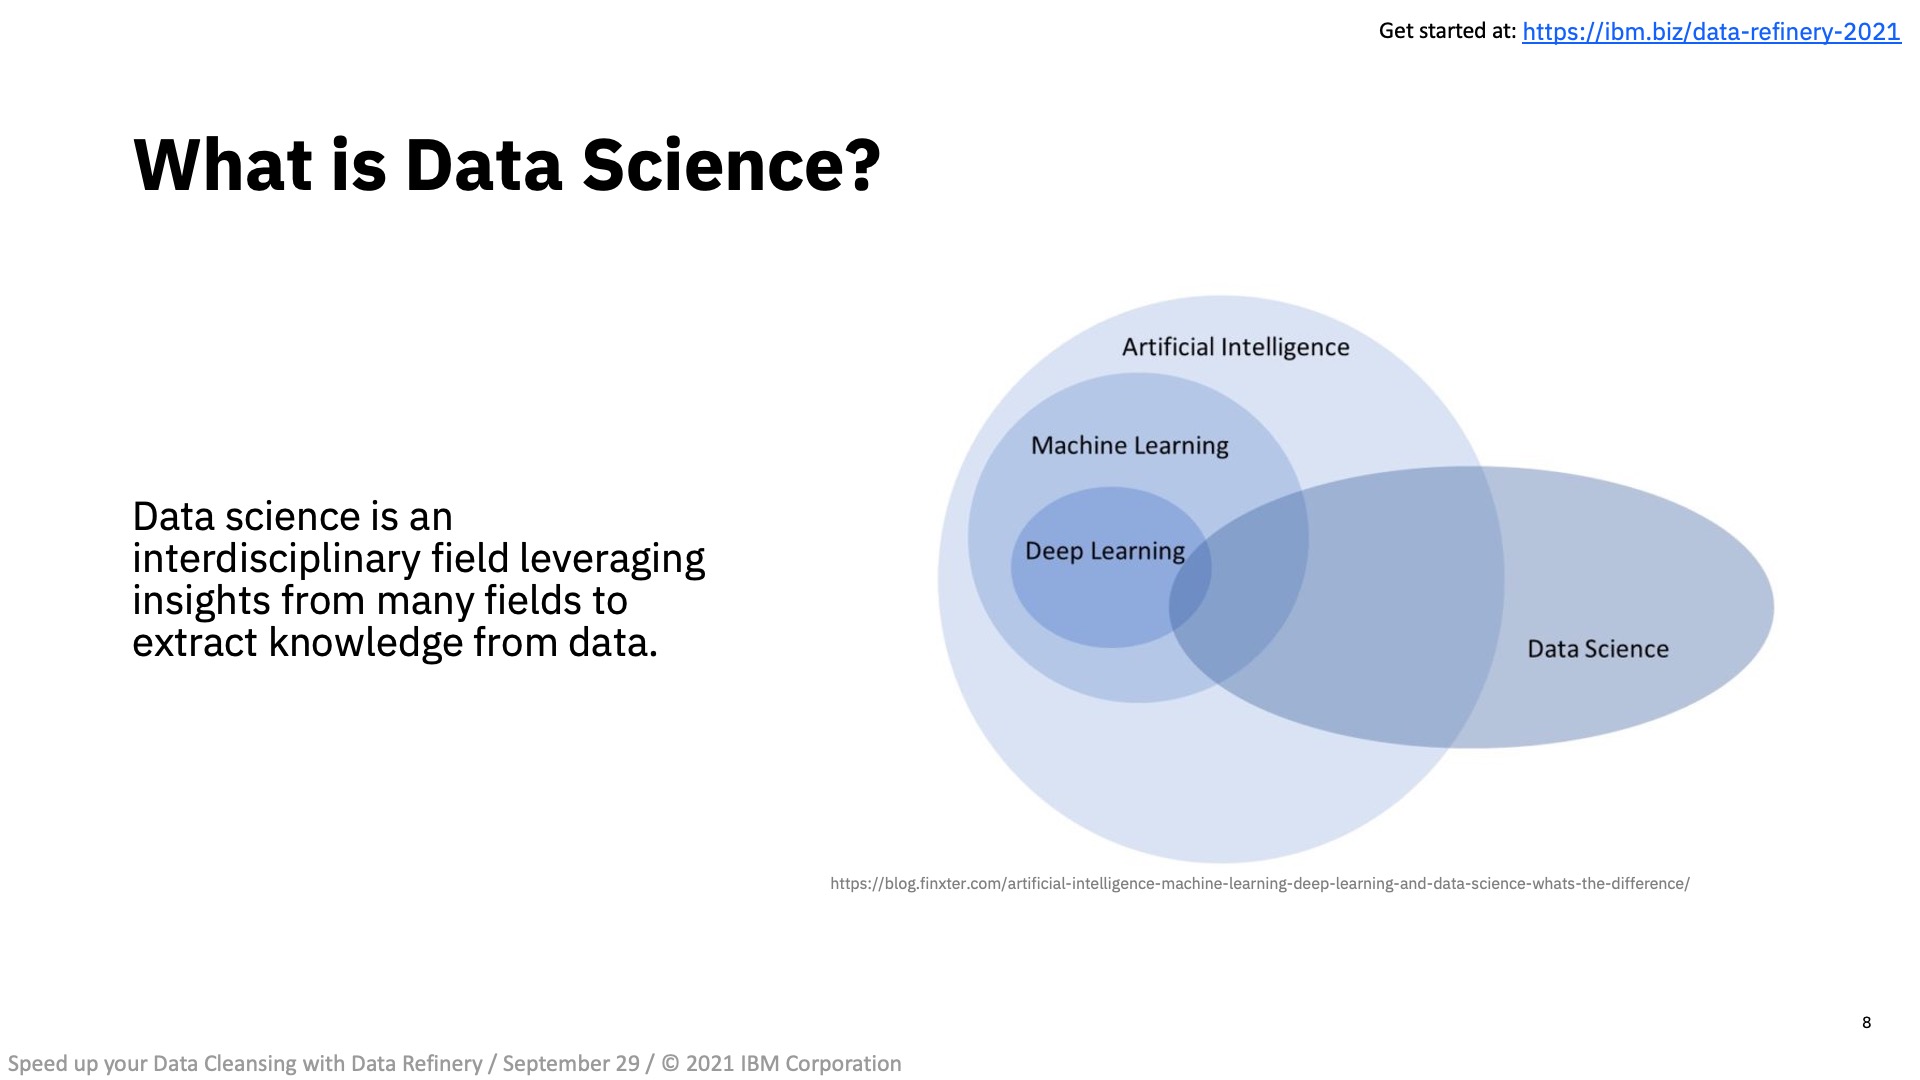 Get started at: https://ibm.biz/data-refinery-2021
What is Data Science?
Data science is an
interdisciplinary field leveraging
insights from many fields to
extract knowledge from data.
Artificial Intelligence
Machine Learning
Deep Learning
Data Science
https://blog.finxter.com/artificial-intelligence-machine-learning-deep-learning-and-data-science-whats-the-difference/
8
Speed up your Data Cleansing with Data Refinery / September 29 / © 2021 IBM Corporation